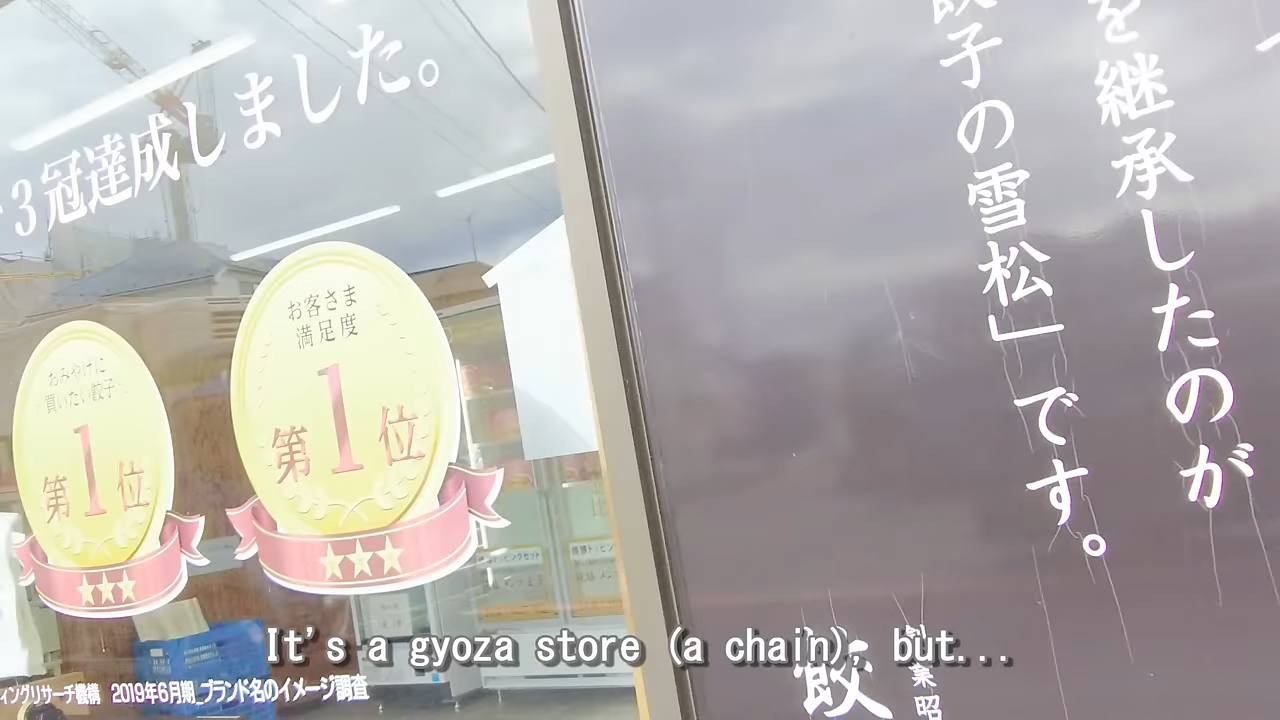 3冠達成しました。
お客さま
満足度
第1位
おみやげに
買いたい餃子
第1位
ィングリサーチ機構 2019年6月期_ブランド名のイメージ調査
を継承したのが
餃子の雪松」です。
餃
It's a gyoza store (a chain), but...